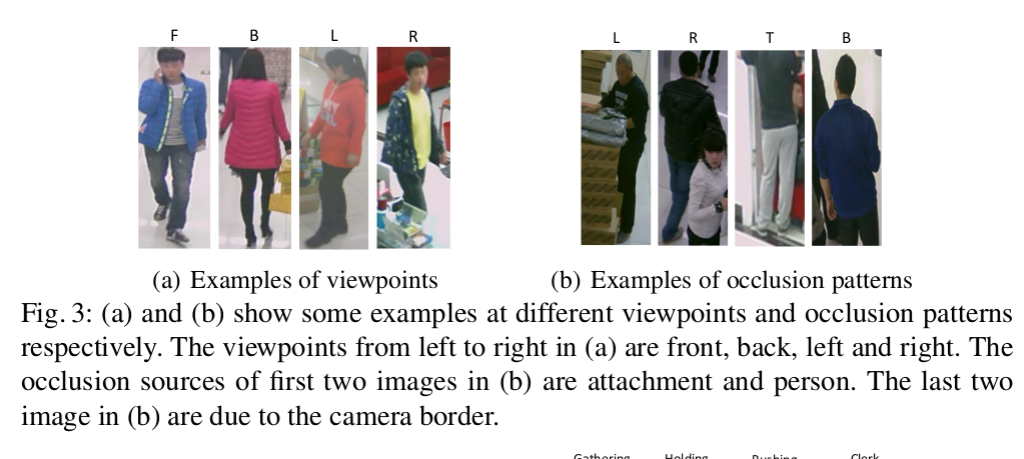 F B L R
L R T B
(a) Examples of viewpoints
(b) Examples of occlusion patterns
Fig. 3: (a) and (b) show some examples at different viewpoints and occlusion patterns
respectively. The viewpoints from left to right in (a) are front, back, left and right. The
occlusion sources of first two images in (b) are attachment and person. The last two
image in (b) are due to the camera border.
Gathering Holding Pushing Clerk